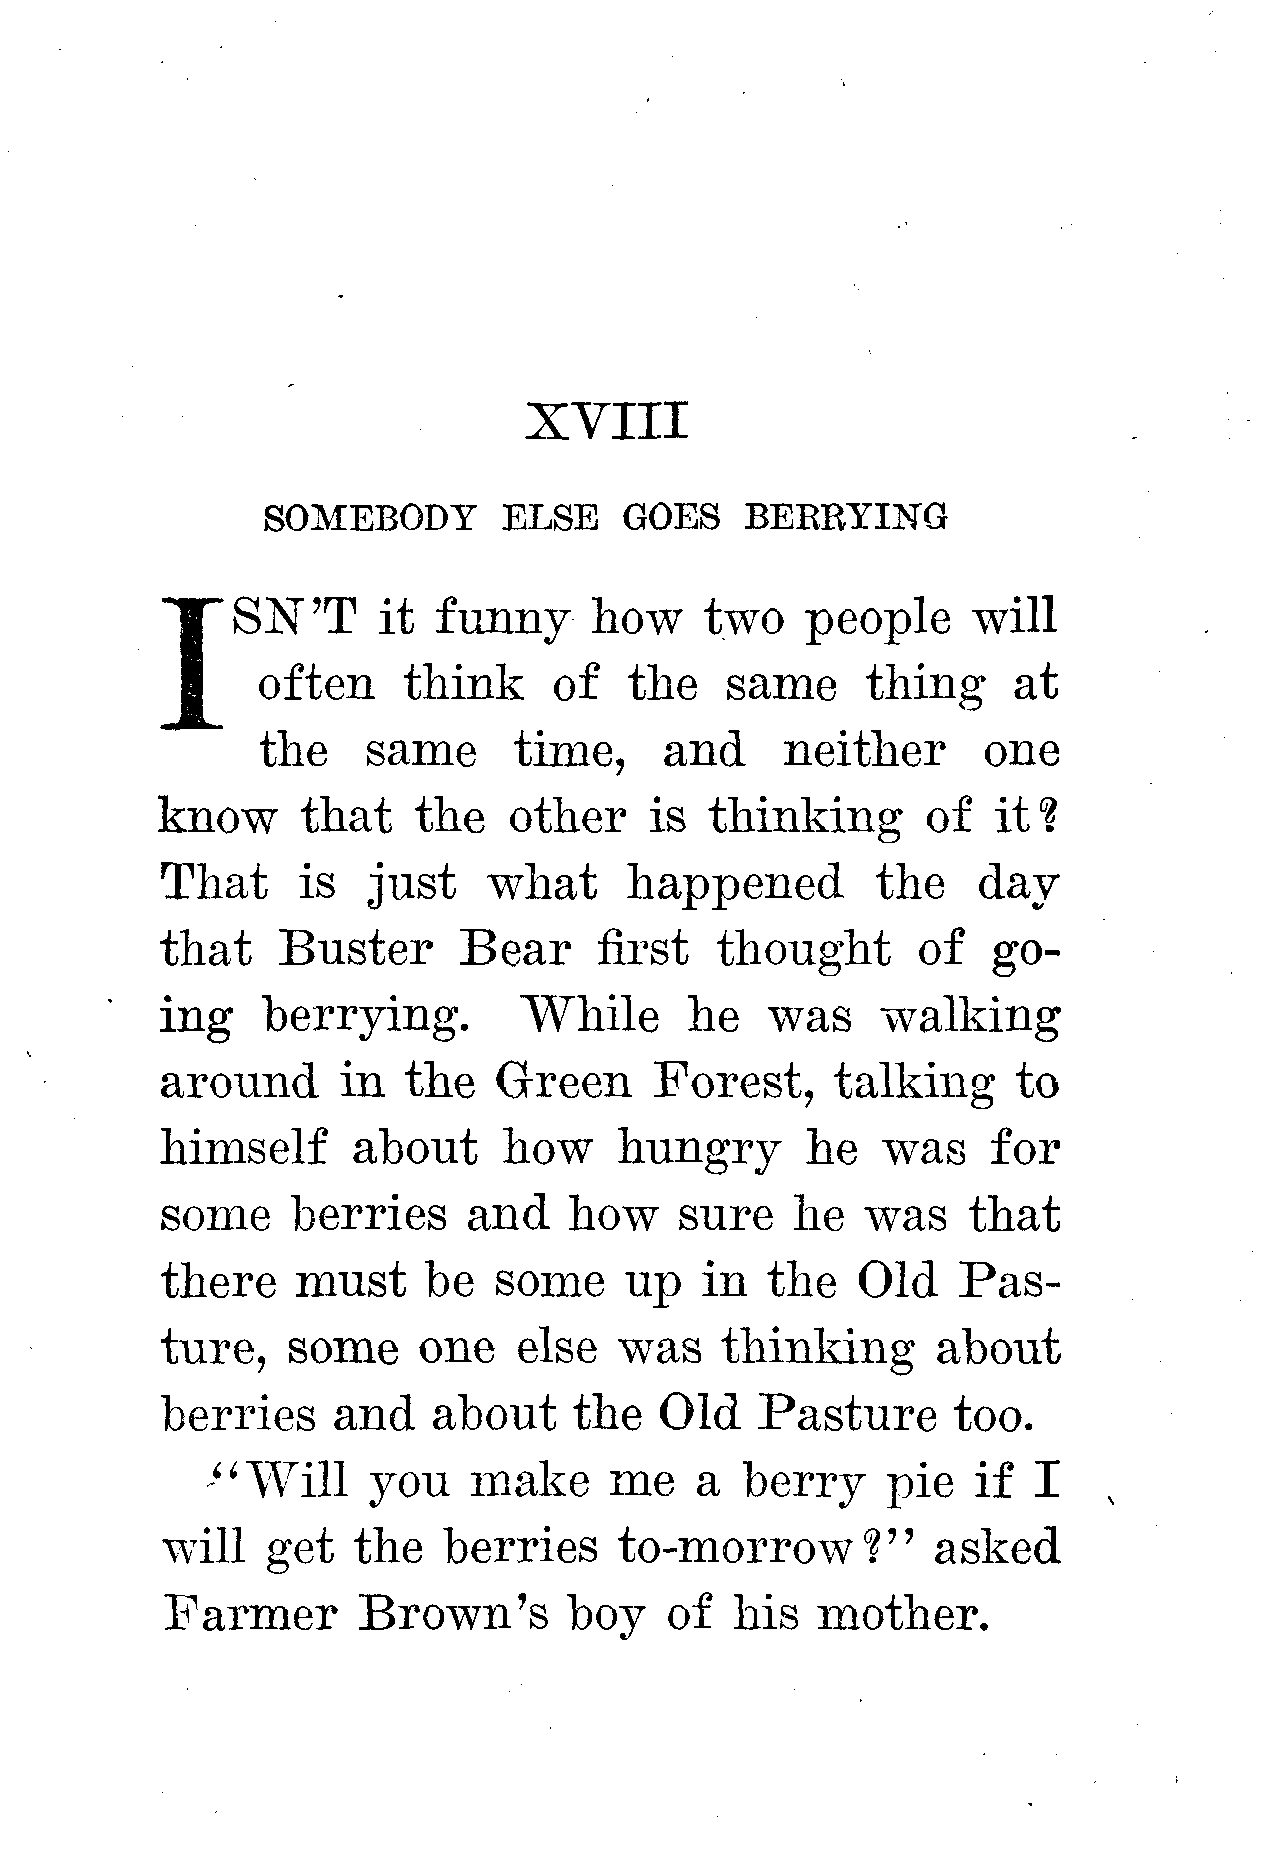 XVIII
SOMEBODY ELSE GOES BERRYING
ISN'T it funny how two people will
often think of the same thing at
the same time, and neither one
know that the other is thinking of it?
That is just what happened the day
that Buster Bear first thought of go-
ing berrying. While he was walking
around in the Green Forest, talking to
himself about how hungry he was for
some berries and how sure he was that
there must be some up in the Old Pas-
ture, some one else was thinking about
berries and about the Old Pasture too.
"Will you make me a berry pie if I
will get the berries to-morrow?" asked
Farmer Brown's boy of his mother.